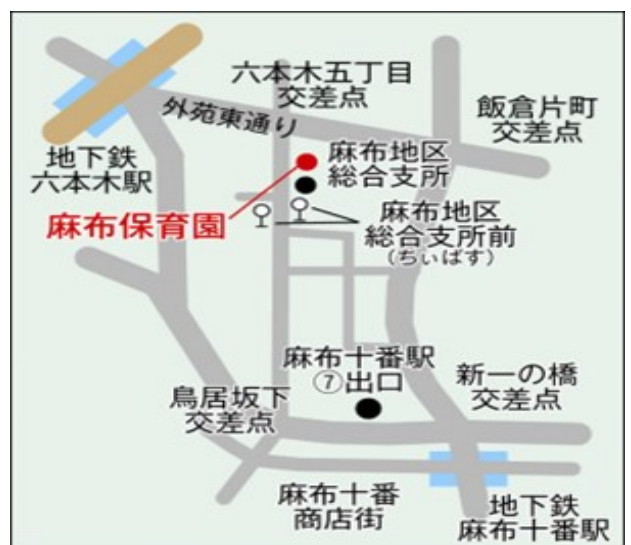 六本木五丁目
交差点
外苑東通り
飯倉片町
交差点
地下鉄
六本木駅
麻布地区
総合支所
麻布保育園
麻布地区
総合支所前
(ちぃばす)
麻布十番駅
⑦出口
新一の橋
交差点
鳥居坂下
交差点
麻布十番
商店街
地下鉄
麻布十番駅